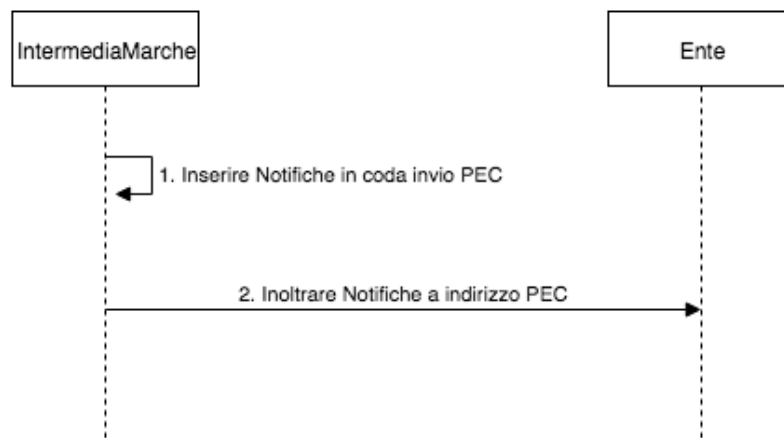 IntermediaMarche
Ente
1. Inserire Notifiche in coda invio PEC
2. Inoltrare Notifiche a indirizzo PEC